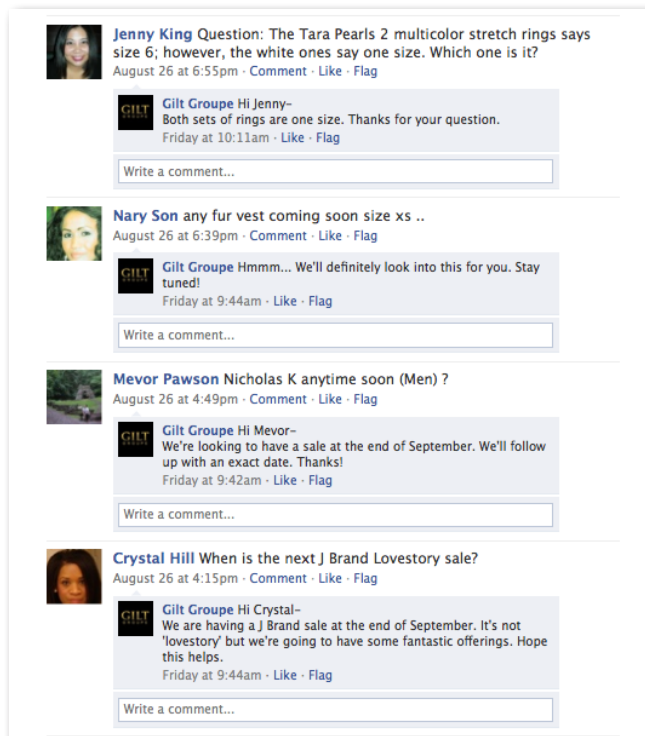 Jenny King Question: The Tara Pearls 2 multicolor stretch rings says
size 6; however, the white ones say one size. Which one is it?
August 26 at 6:55pm · Comment · Like · Flag
GILT
GROUPE
Gilt Groupe Hi Jenny–
Both sets of rings are one size. Thanks for your question.
Friday at 10:11am · Like · Flag
Write a comment...
Nary Son any fur vest coming soon size xs ..
August 26 at 6:39pm · Comment · Like · Flag
GILT
GROUPE
Gilt Groupe Hmmm... We'll definitely look into this for you. Stay
tuned!
Friday at 9:44am · Like · Flag
Write a comment...
Mevor Pawson Nicholas K anytime soon (Men) ?
August 26 at 4:49pm · Comment · Like · Flag
GILT
GROUPE
Gilt Groupe Hi Mevor–
We're looking to have a sale at the end of September. We'll follow
up with an exact date. Thanks!
Friday at 9:42am · Like · Flag
Write a comment...
Crystal Hill When is the next J Brand Lovestory sale?
August 26 at 4:15pm · Comment · Like · Flag
GILT
GROUPE
Gilt Groupe Hi Crystal–
We are having a J Brand sale at the end of September. It's not
'lovestory' but we're going to have some fantastic offerings. Hope
this helps.
Friday at 9:44am · Like · Flag
Write a comment...